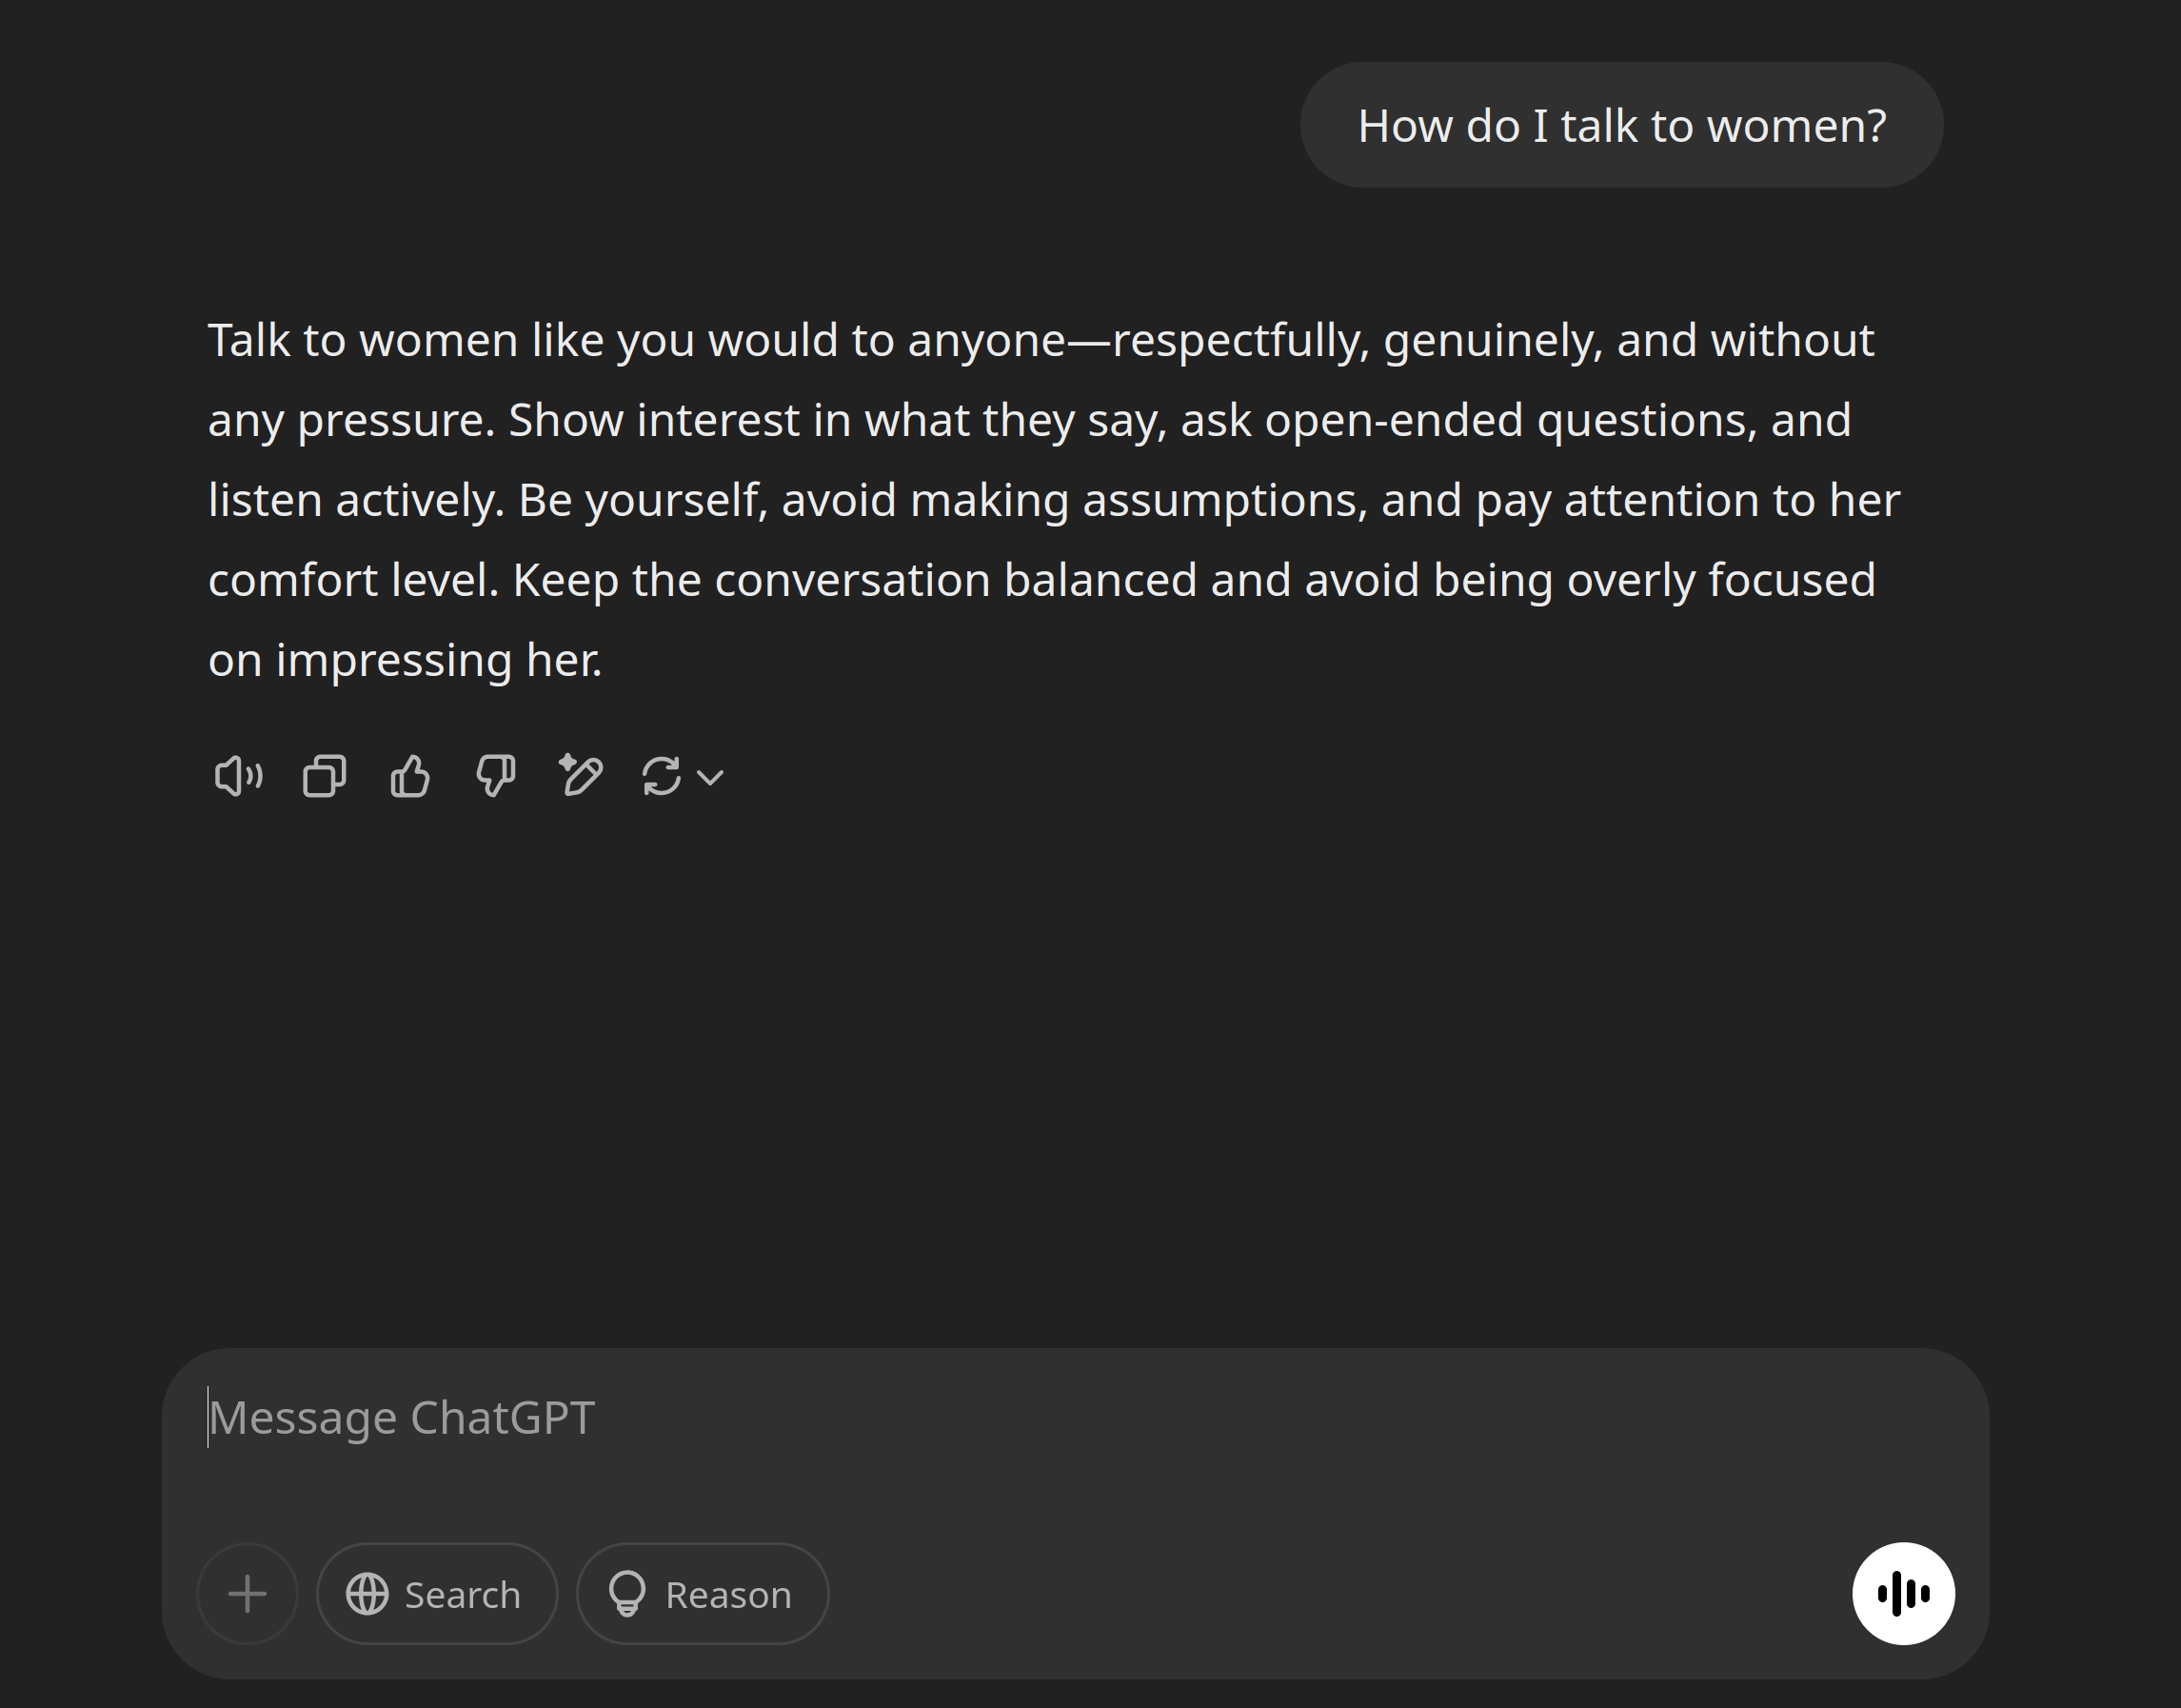 How do I talk to women?
Talk to women like you would to anyone—respectfully, genuinely, and without
any pressure. Show interest in what they say, ask open-ended questions, and
listen actively. Be yourself, avoid making assumptions, and pay attention to her
comfort level. Keep the conversation balanced and avoid being overly focused
on impressing her.
Message ChatGPT
Search Reason